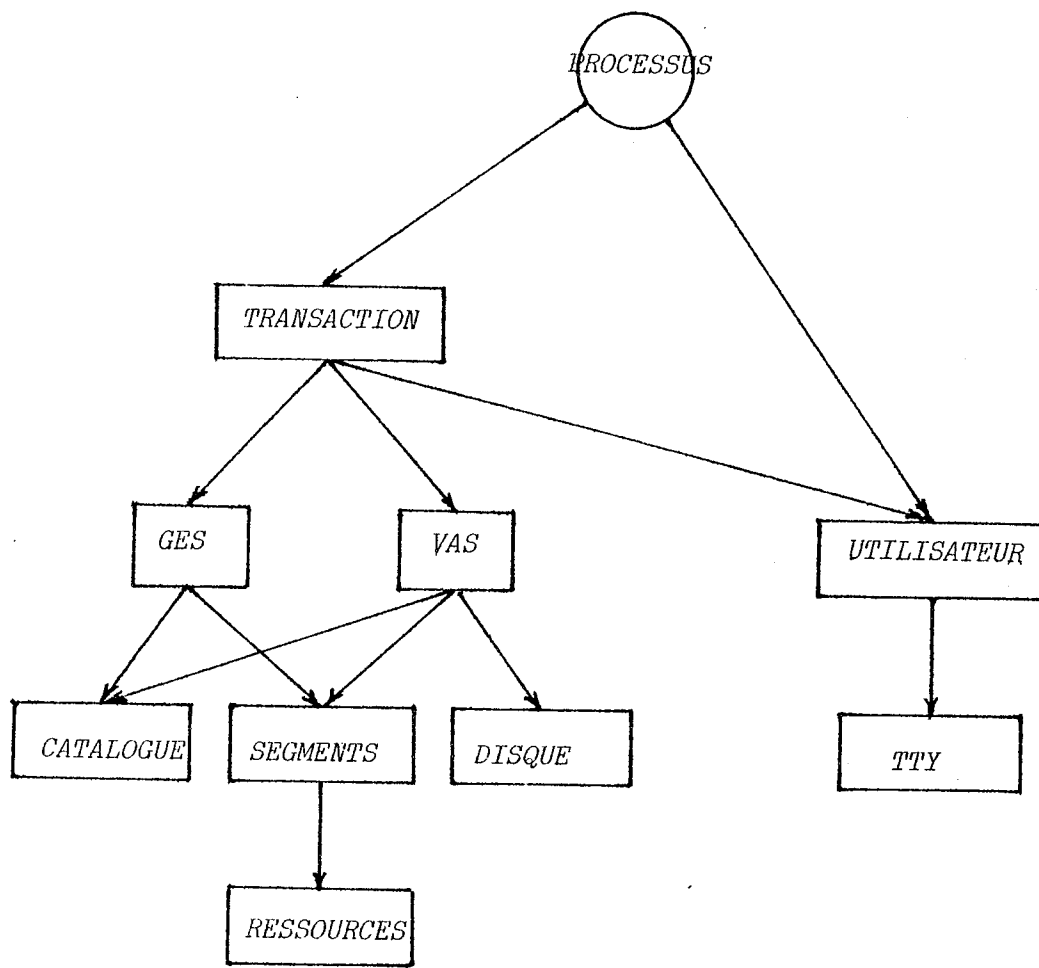 PROCESSUS
TRANSACTION
GES
VAS
UTILISATEUR
CATALOGUE
SEGMENTS
DISQUE
TTY
RESSOURCES